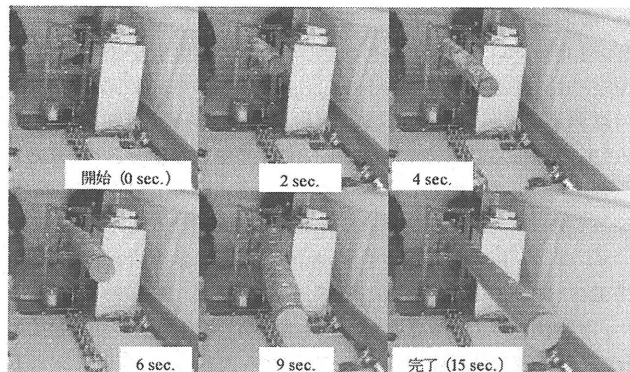 開始 (0 sec.)
2 sec.
4 sec.
6 sec.
9 sec.
完了 (15 sec.)